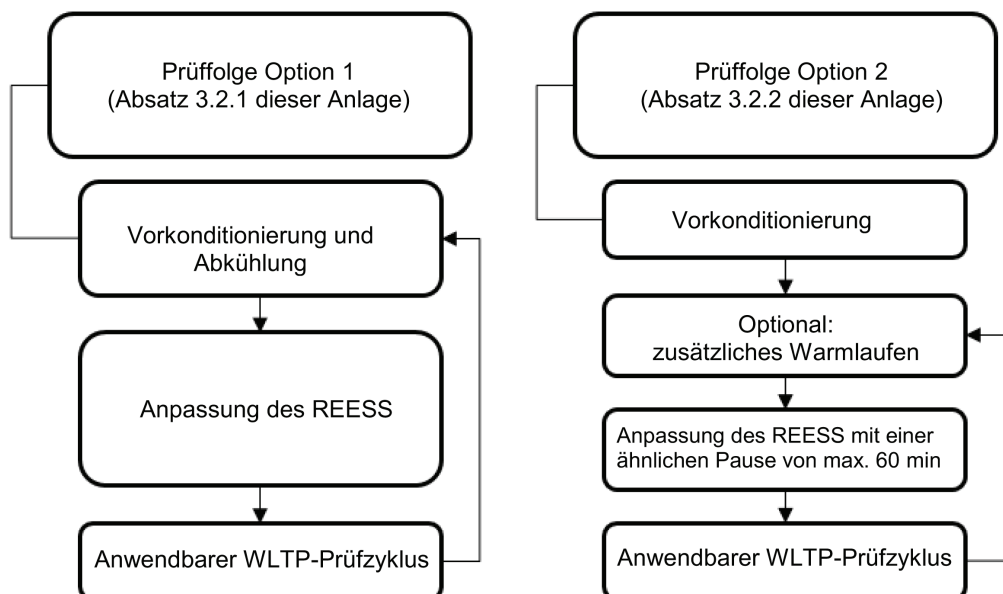 Prüffolge Option 1
(Absatz 3.2.1 dieser Anlage)
Vorkonditionierung und
Abkühlung
Anpassung des REESS
Anwendbarer WLTP-Prüfzyklus
Prüffolge Option 2
(Absatz 3.2.2 dieser Anlage)
Vorkonditionierung
Optional:
zusätzliches Warmlaufen
Anpassung des REESS mit einer
ähnlichen Pause von max. 60 min
Anwendbarer WLTP-Prüfzyklus